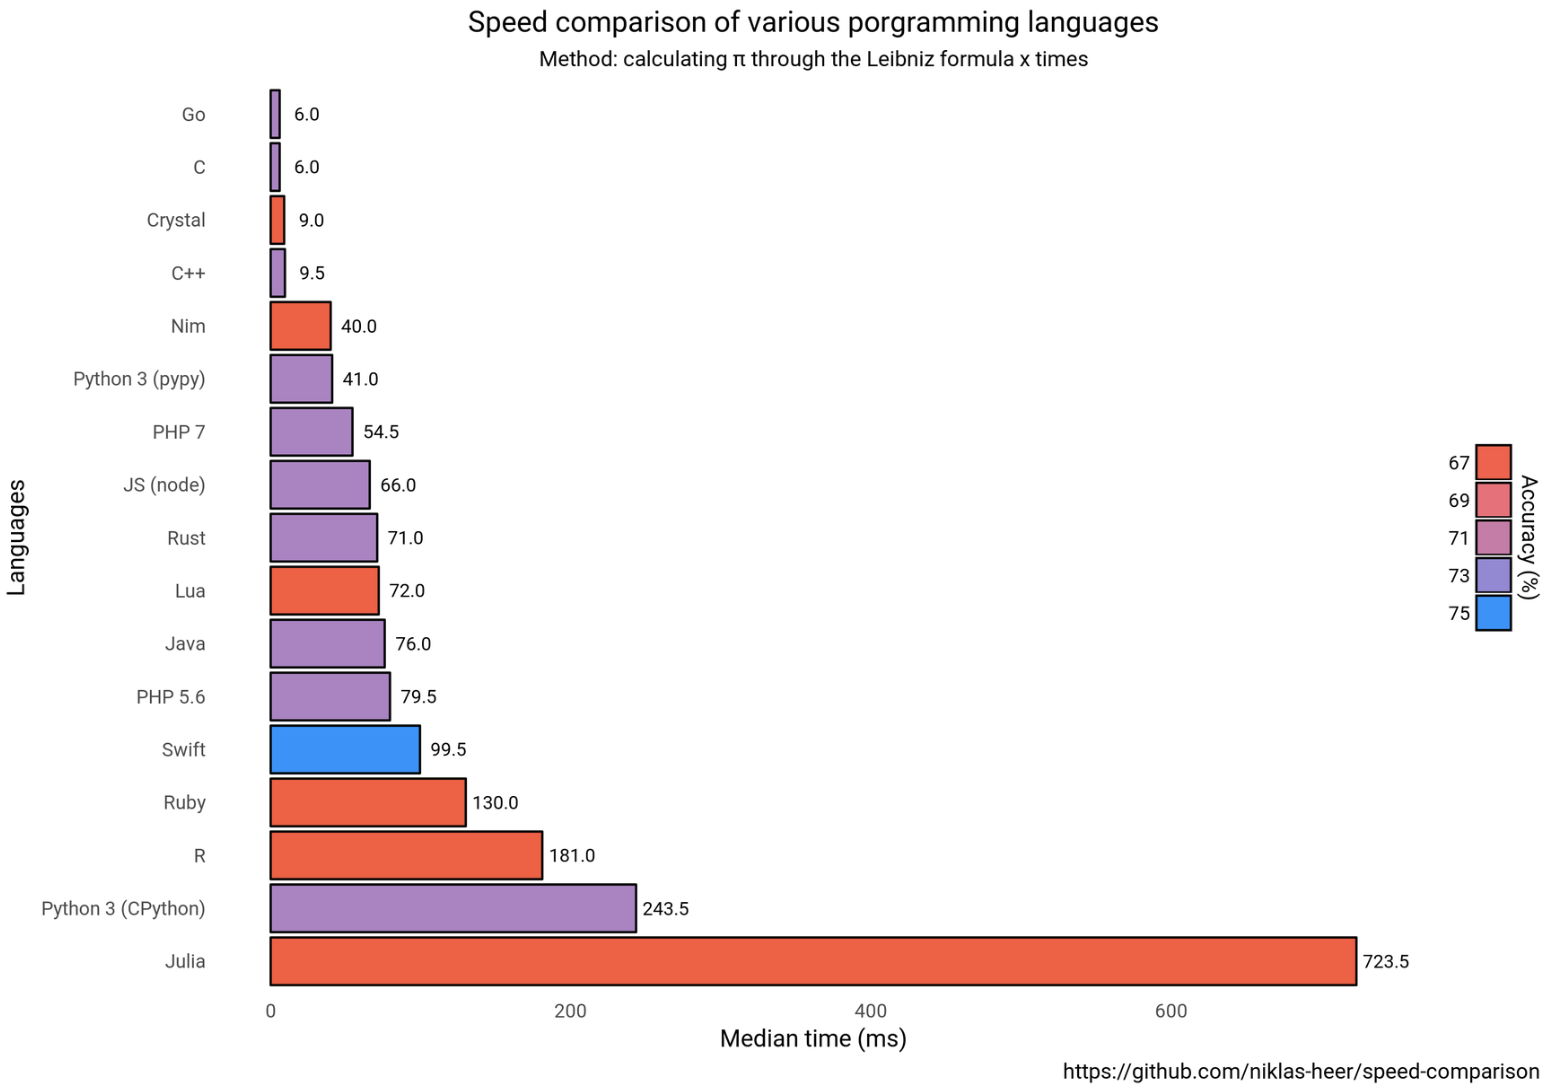 Speed comparison of various porgramming languages
Method: calculating π through the Leibniz formula x times
Go 6.0
C 6.0
Crystal 9.0
C++ 9.5
Nim 40.0
Python 3 (pypy) 41.0
PHP 7 54.5
JS (node) 66.0
Rust 71.0
Lua 72.0
Java 76.0
PHP 5.6 79.5
Swift 99.5
Ruby 130.0
R 181.0
Python 3 (CPython) 243.5
Julia 723.5
Languages
0 200 400 600
Median time (ms)
67
69
71
73
75
Accuracy (%)
https://github.com/niklas-heer/speed-comparison